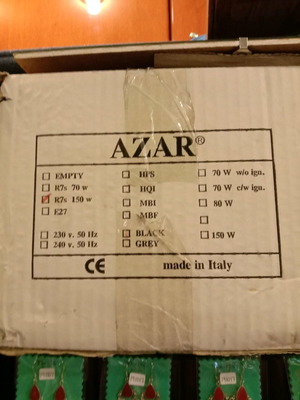 AZAR®
EMPTY
R7s 70 w
R7s 150 w
E27
230 v. 50 Hz
240 v. 50 Hz
HPS
HQI
MBI
MBF
BLACK
GREY
70 W w/o ign.
70 W c/w ign.
80 W
150 W
CE made in Italy